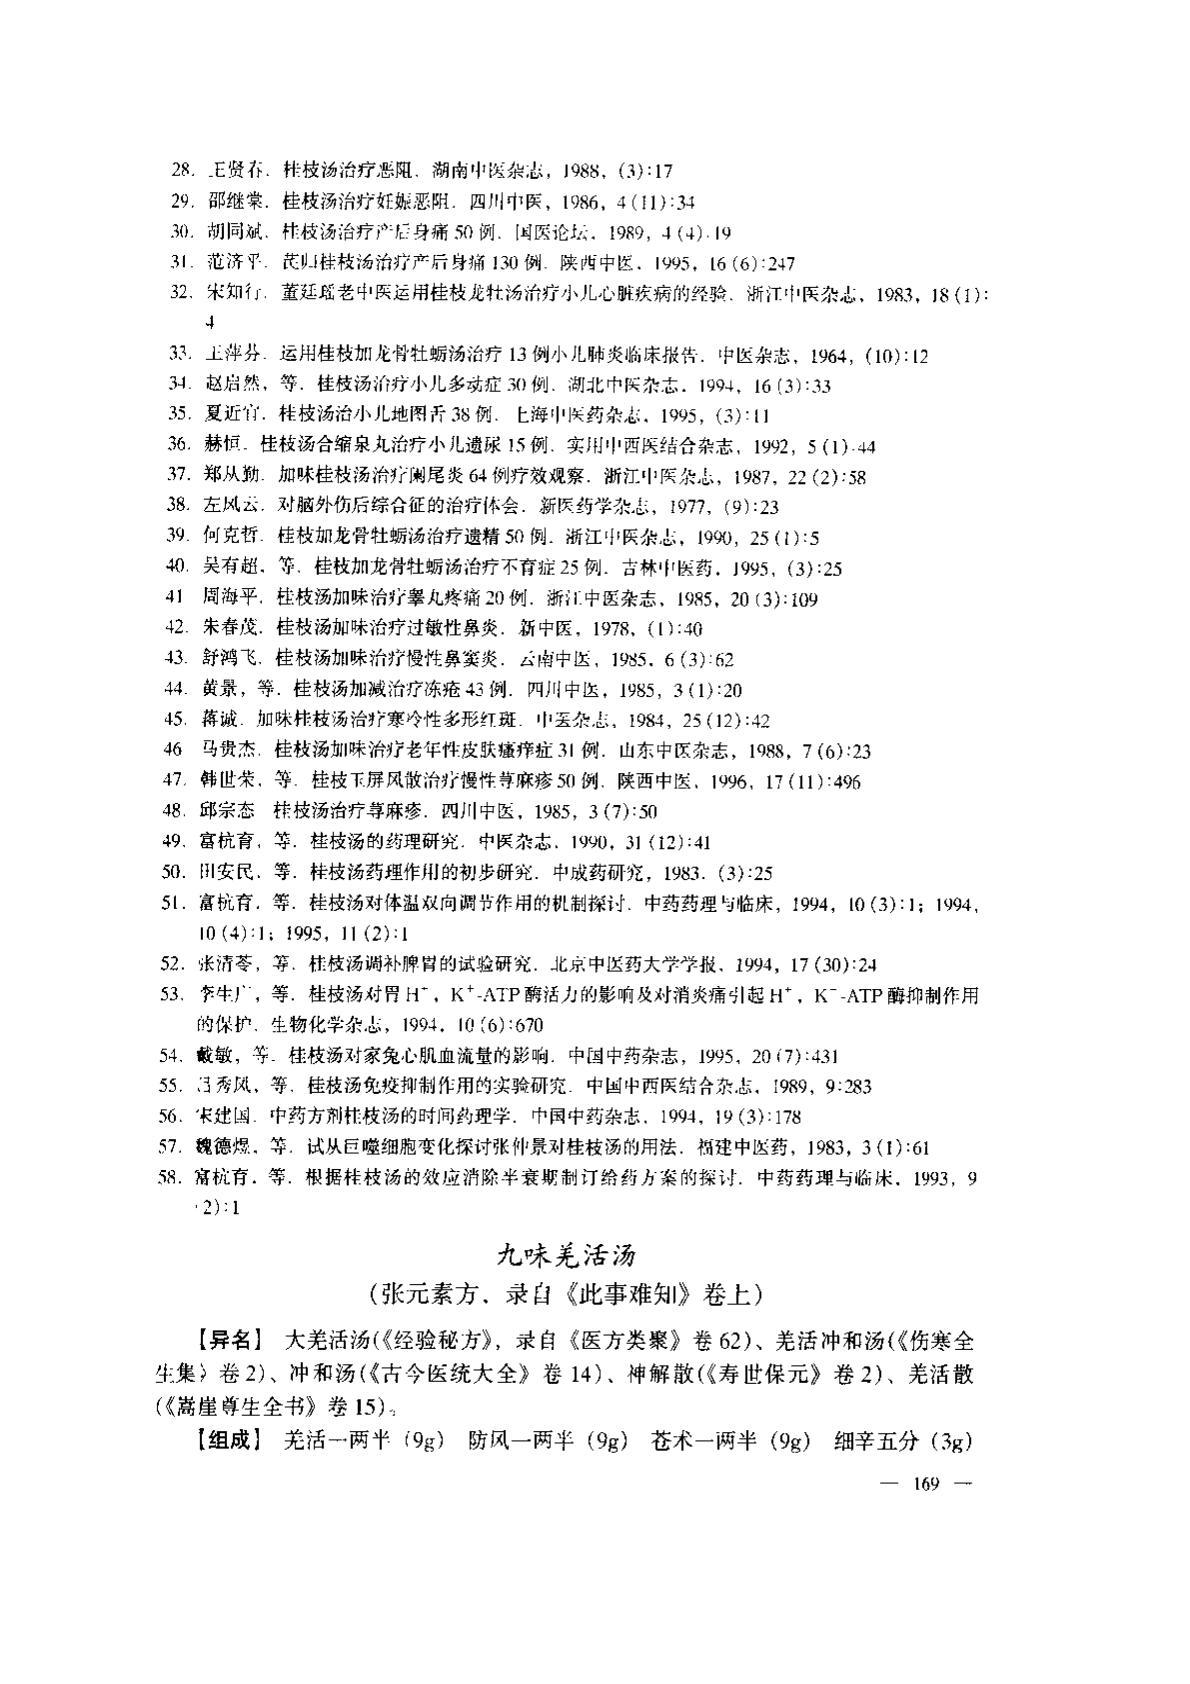 28. 王贤春. 桂枝汤治疗恶阻. 湖南中医杂志, 1988, (3):17
29. 邵继棠. 桂枝汤治疗妊娠恶阻. 四川中医, 1986, 4 (11):34
30. 胡同斌. 桂枝汤治疗产后身痛 50 例. 国医论坛. 1989, 4 (4).19
31. 范济平. 芪归桂枝汤治疗产后身痛 130 例. 陕西中医. 1995, 16 (6):247
32. 宋知行. 董廷瑶老中医运用桂枝龙牡汤治疗小儿心脏疾病的经验. 浙江中医杂志, 1983, 18 (1):
4
33. 王萍芬. 运用桂枝加龙骨牡蛎汤治疗 13 例小儿肺炎临床报告. 中医杂志, 1964, (10):12
34. 赵启然, 等. 桂枝汤治疗小儿多动症 30 例. 湖北中医杂志. 1994, 16 (3):33
35. 夏近官. 桂枝汤治小儿地图舌 38 例. 上海中医药杂志. 1995, (3):11
36. 赫恒. 桂枝汤合缩泉丸治疗小儿遗尿 15 例. 实用中西医结合杂志, 1992, 5 (1).44
37. 郑从勤. 加味桂枝汤治疗阑尾炎 64 例疗效观察. 浙江中医杂志, 1987, 22 (2):58
38. 左风云. 对脑外伤后综合征的治疗体会. 新医药学杂志, 1977, (9):23
39. 何克哲. 桂枝加龙骨牡蛎汤治疗遗精 50 例. 浙江中医杂志, 1990, 25 (1):5
40. 吴有超. 等. 桂枝加龙骨牡蛎汤治疗不育症 25 例. 吉林中医药. 1995, (3):25
41 周海平. 桂枝汤加味治疗睾丸疼痛 20 例. 浙江中医杂志, 1985, 20 (3):109
42. 朱春茂. 桂枝汤加味治疗过敏性鼻炎. 新中医, 1978, (1):40
43. 舒鸿飞. 桂枝汤加味治疗慢性鼻窦炎. 云南中医, 1985. 6 (3):62
44. 黄景, 等. 桂枝汤加减治疗冻疮 43 例. 四川中医, 1985, 3 (1):20
45. 蒋诚. 加味桂枝汤治疗寒冷性多形红斑. 中医杂志, 1984, 25 (12):42
46 马贵杰. 桂枝汤加味治疗老年性皮肤瘙痒症 31 例. 山东中医杂志, 1988, 7 (6):23
47. 韩世荣. 等. 桂枝玉屏风散治疗慢性荨麻疹 50 例. 陕西中医. 1996, 17 (11):496
48. 邱宗态 桂枝汤治疗荨麻疹. 四川中医, 1985, 3 (7):50
49. 富杭育, 等. 桂枝汤的药理研究. 中医杂志. 1990, 31 (12):41
50. 田安民. 等. 桂枝汤药理作用的初步研究. 中成药研究, 1983. (3):25
51. 富杭育. 等. 桂枝汤对体温双向调节作用的机制探讨. 中药药理与临床, 1994, 10 (3):1; 1994,
10 (4):1; 1995, 11 (2):1
52. 张清苓, 等. 桂枝汤调补脾胃的试验研究. 北京中医药大学学报. 1994, 17 (30):24
53. 李生广, 等. 桂枝汤对胃 H⁺, K⁺-ATP 酶活力的影响及对消炎痛引起 H⁺, K⁻-ATP 酶抑制作用
的保护. 生物化学杂志, 1994. 10 (6):670
54. 戴敏, 等. 桂枝汤对家兔心肌血流量的影响. 中国中药杂志, 1995, 20 (7):431
55. 吕秀凤, 等. 桂枝汤免疫抑制作用的实验研究. 中国中西医结合杂志. 1989, 9:283
56. 宋建国. 中药方剂桂枝汤的时间药理学. 中国中药杂志. 1994, 19 (3):178
57. 魏德煜. 等. 试从巨噬细胞变化探讨张仲景对桂枝汤的用法. 福建中医药, 1983, 3 (1):61
58. 富杭育. 等. 根据桂枝汤的效应消除半衰期制订给药方案的探讨. 中药药理与临床. 1993, 9
(2):1
九味羌活汤
(张元素方、录自《此事难知》卷上)
【异名】 大羌活汤(《经验秘方》, 录自《医方类聚》卷 62)、羌活冲和汤(《伤寒全
生集》卷 2)、冲和汤(《古今医统大全》卷 14)、神解散(《寿世保元》卷 2)、羌活散
(《嵩崖尊生全书》卷 15)。
【组成】 羌活一两半 (9g) 防风一两半 (9g) 苍术一两半 (9g) 细辛五分 (3g)
— 169 —